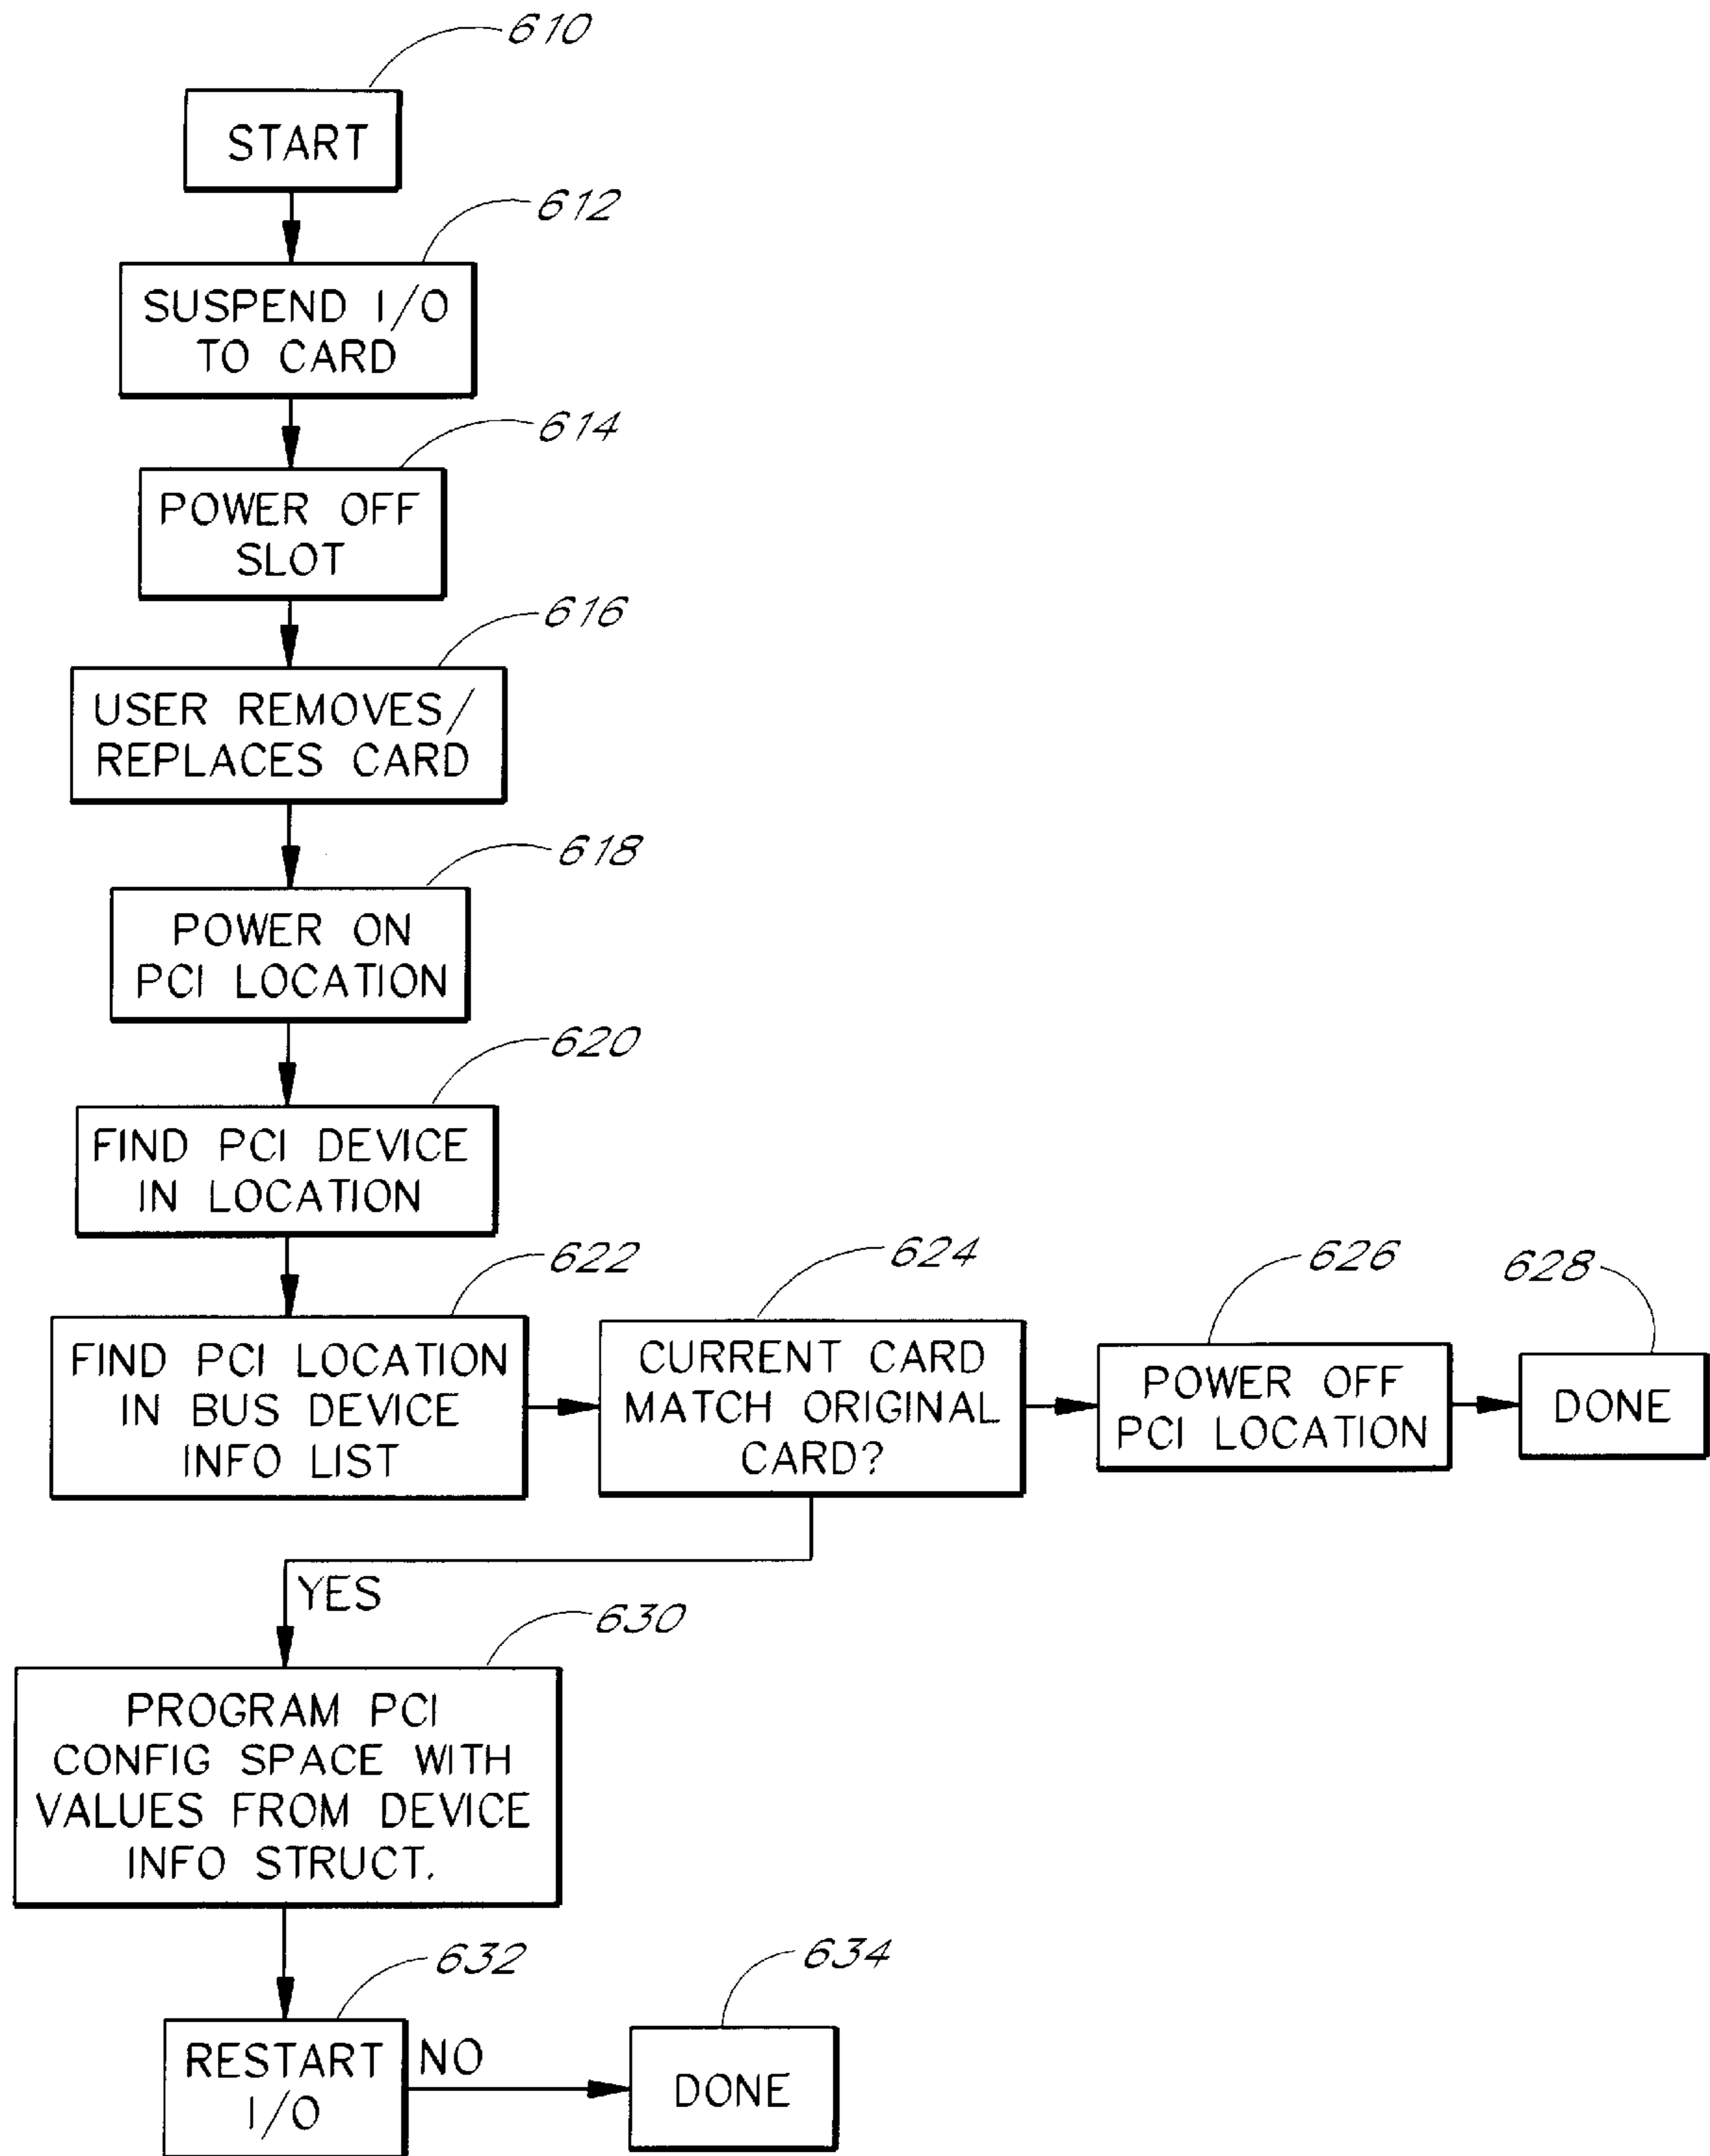 610
START
612
SUSPEND I/O
TO CARD
614
POWER OFF
SLOT
616
USER REMOVES/
REPLACES CARD
618
POWER ON
PCI LOCATION
620
FIND PCI DEVICE
IN LOCATION
622
FIND PCI LOCATION
IN BUS DEVICE
INFO LIST
624
CURRENT CARD
MATCH ORIGINAL
CARD?
626
POWER OFF
PCI LOCATION
628
DONE
YES
630
PROGRAM PCI
CONFIG SPACE WITH
VALUES FROM DEVICE
INFO STRUCT.
632
RESTART
I/O
NO
634
DONE